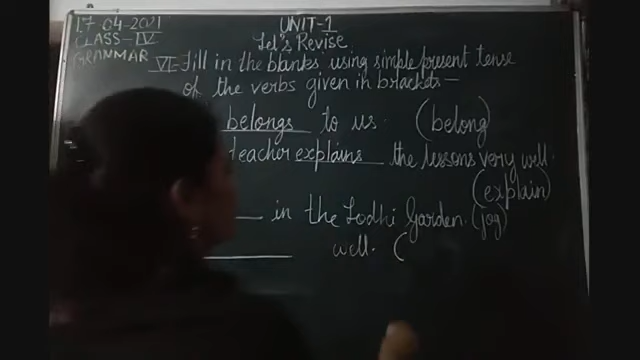 17-04-2021
UNIT-1
CLASS-IV
Let's Revise
GRANMAR
VI Fill in the blanks using simple present tense
of the verbs given in brackets—
belongs to us. (belong)
teacher explains the lessons very well.
(explain)
in the Lodhi Garden. (jog)
well. (